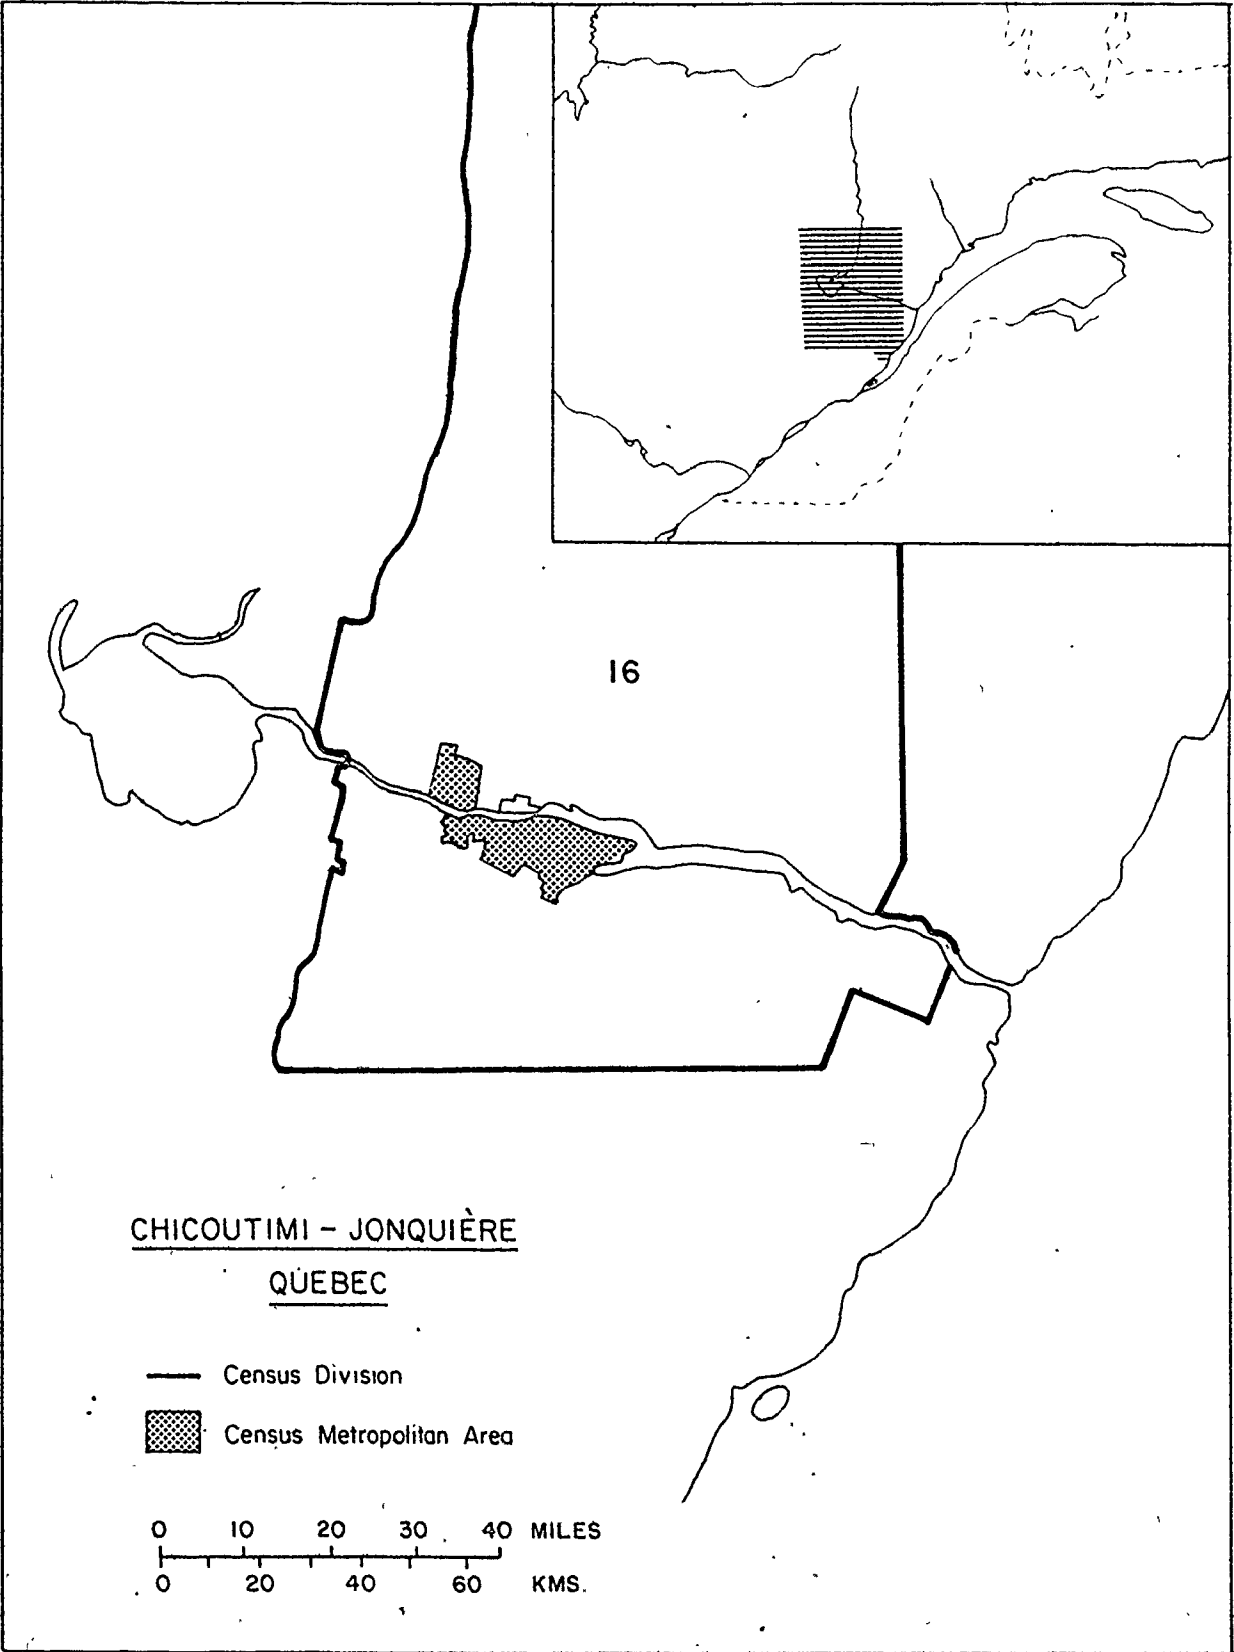 16
CHICOUTIMI – JONQUIÈRE
QUEBEC
Census Division
Census Metropolitan Area
0 10 20 30 40 MILES
0 20 40 60 KMS.